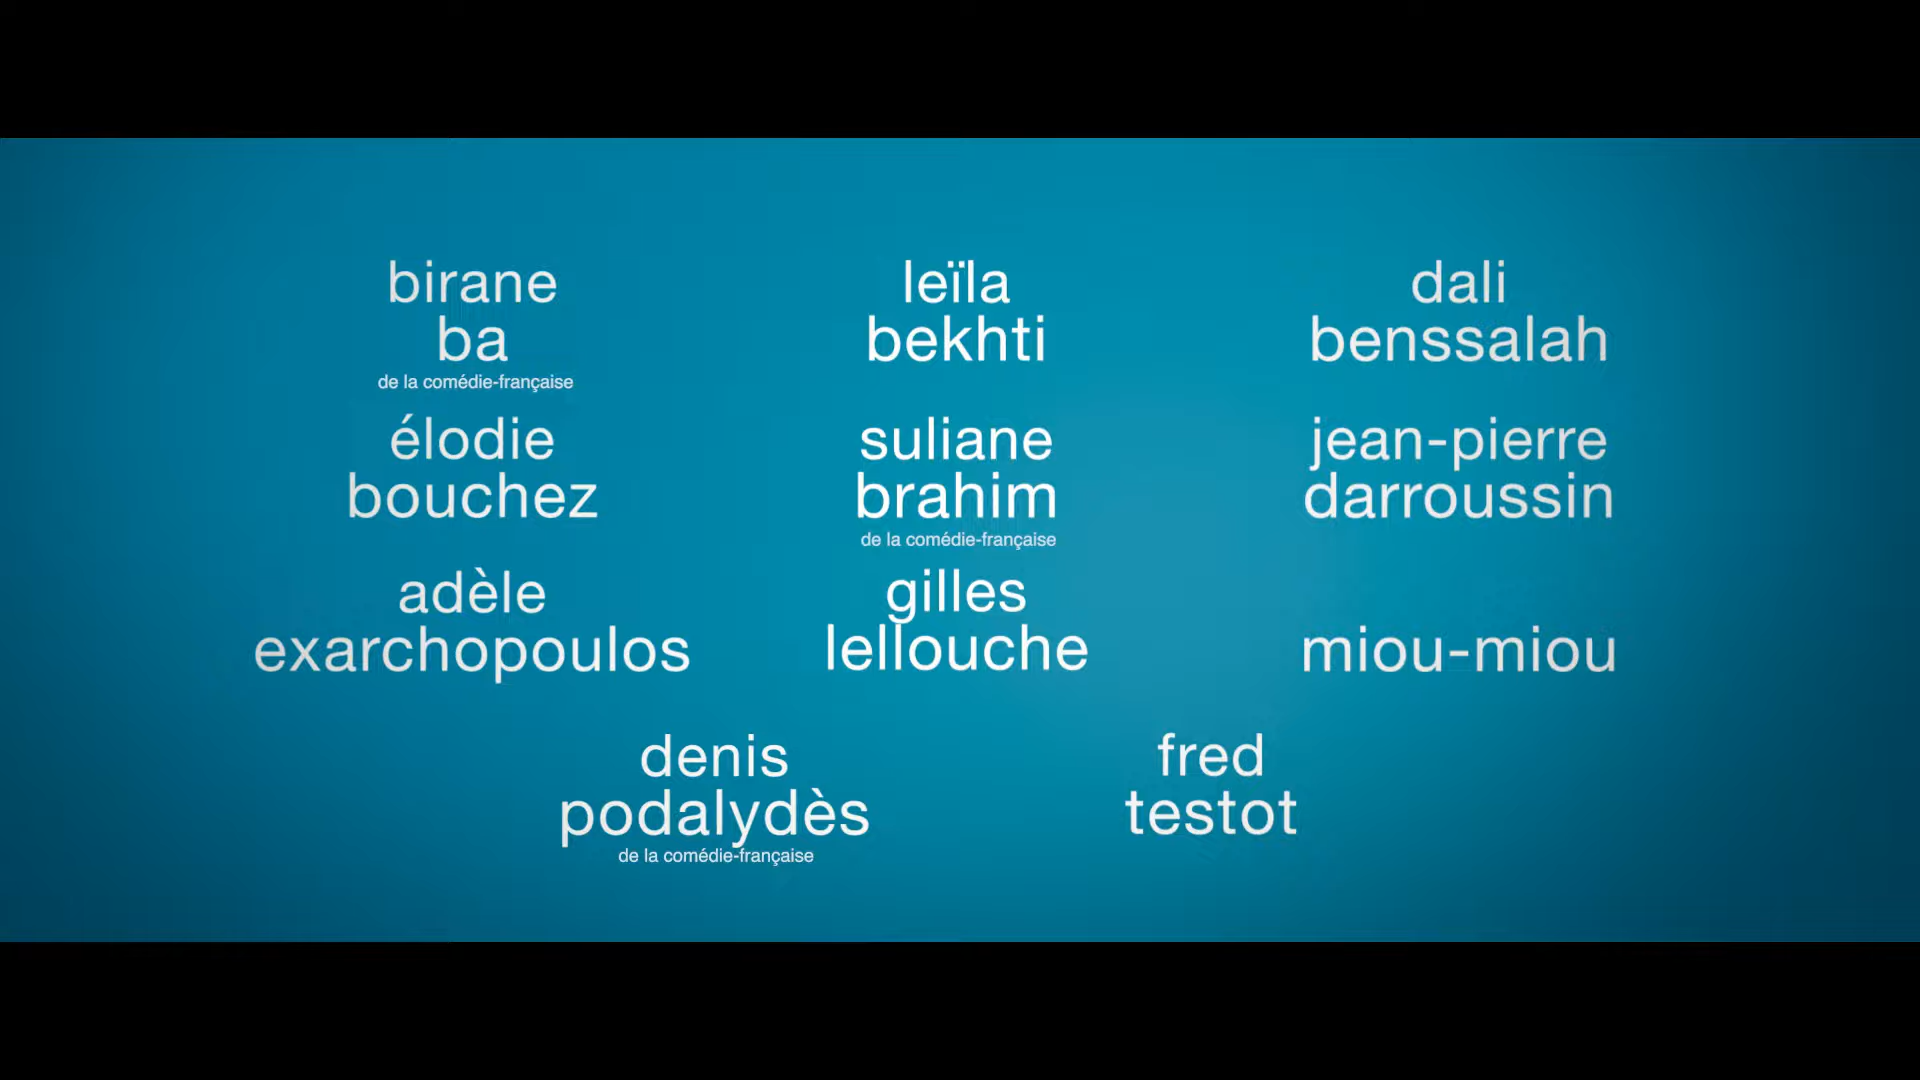 birane
ba
de la comédie-française
leïla
bekhti
dali
benssalah
élodie
bouchez
suliane
brahim
de la comédie-française
jean-pierre
darroussin
adèle
exarchopoulos
gilles
lellouche
miou-miou
denis
podalydès
de la comédie-française
fred
testot